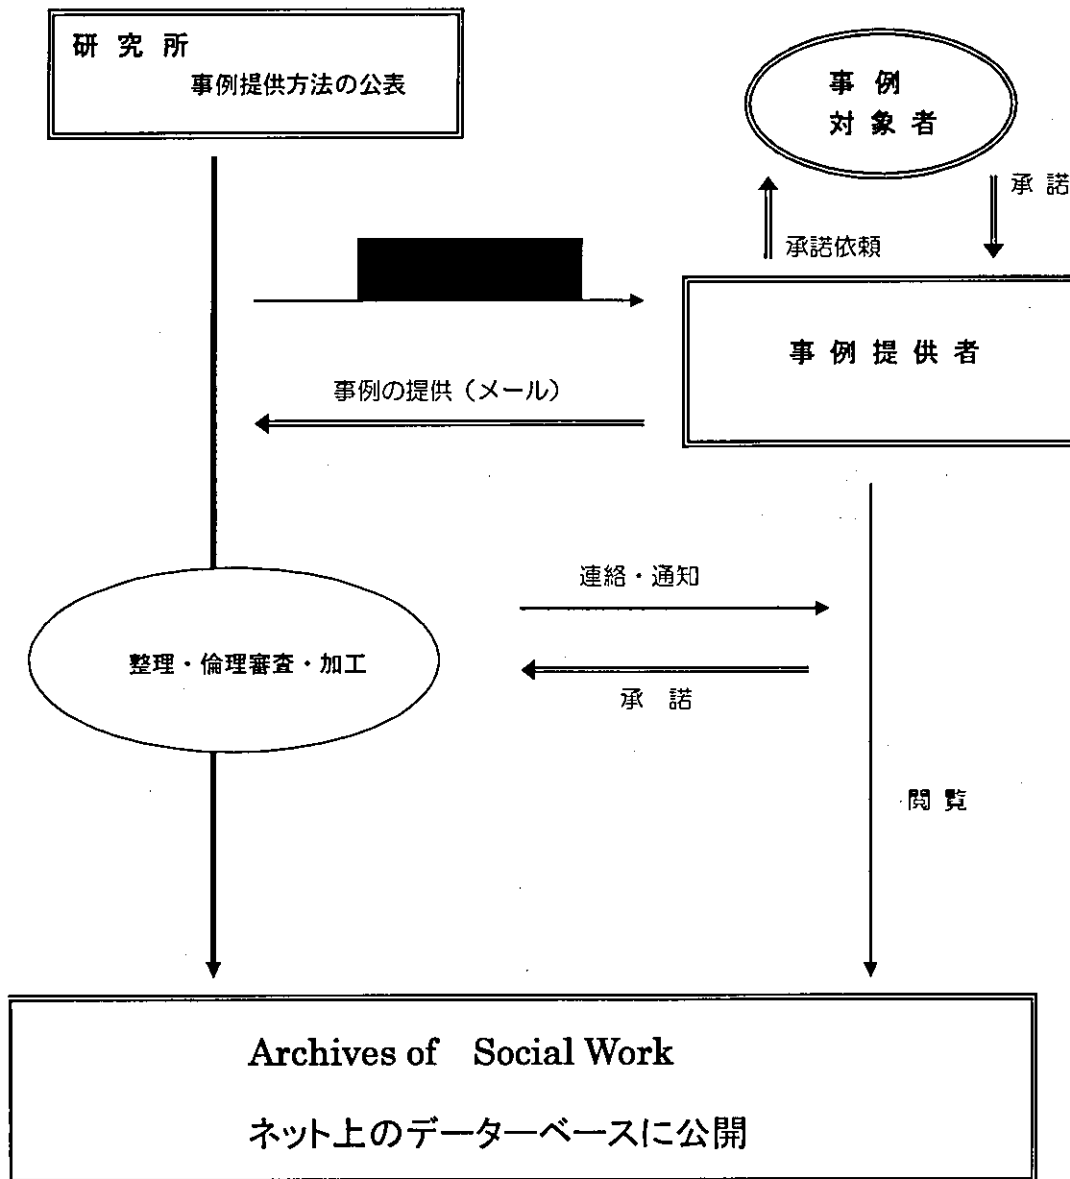 研 究 所
事例提供方法の公表
事 例
対 象 者
承 諾
承諾依頼
事 例 提 供 者
事例の提供（メール）
連絡・通知
整理・倫理審査・加工
承 諾
閲 覧
Archives of Social Work
ネット上のデーターベースに公開